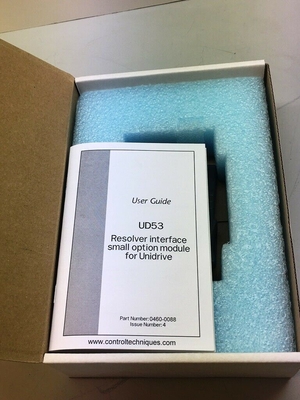 User Guide
UD53
Resolver interface
small option module
for Unidrive
Part Number: 0460-0088
Issue Number: 4
www.controltechniques.com